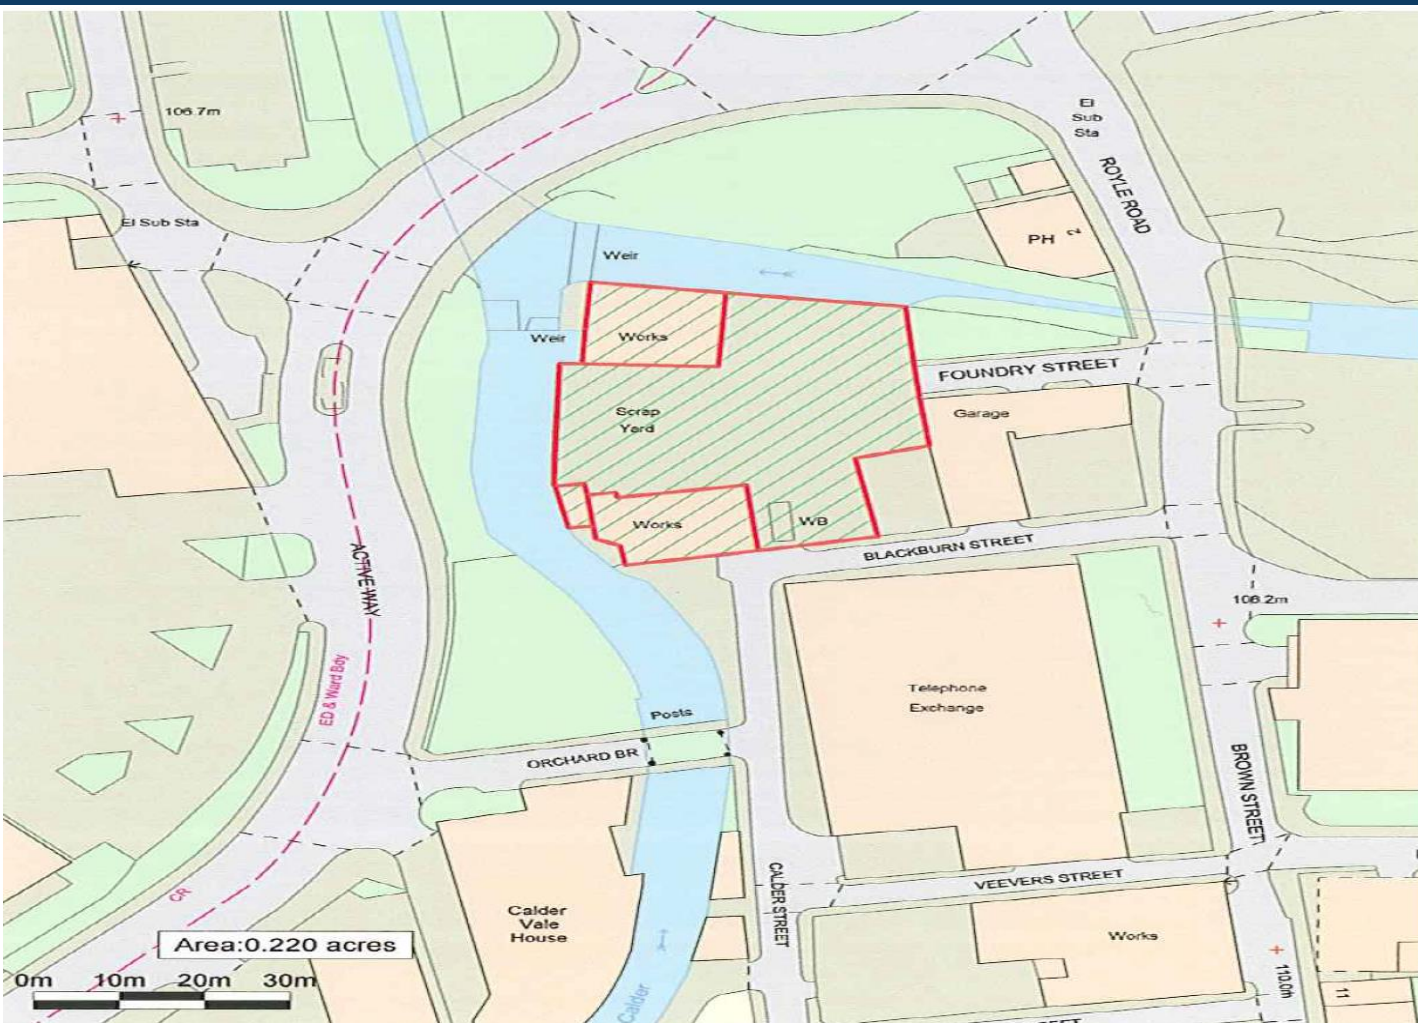 El
Sub
Sta
106.7m
ROYLE ROAD
El Sub Sta
PH
2
Weir
Weir
Works
FOUNDRY STREET
Scrap
Yard
Garage
Works
WB
BLACKBURN STREET
ACTIVE WAY
108.2m
ED & Ward Bdy
Telephone
Exchange
Posts
ORCHARD BR
BROWN STREET
CALDER STREET
VEEVERS STREET
CR
Calder
Vale
House
Works
Area:0.220 acres
0m 10m 20m 30m
Calder
110.0m
11